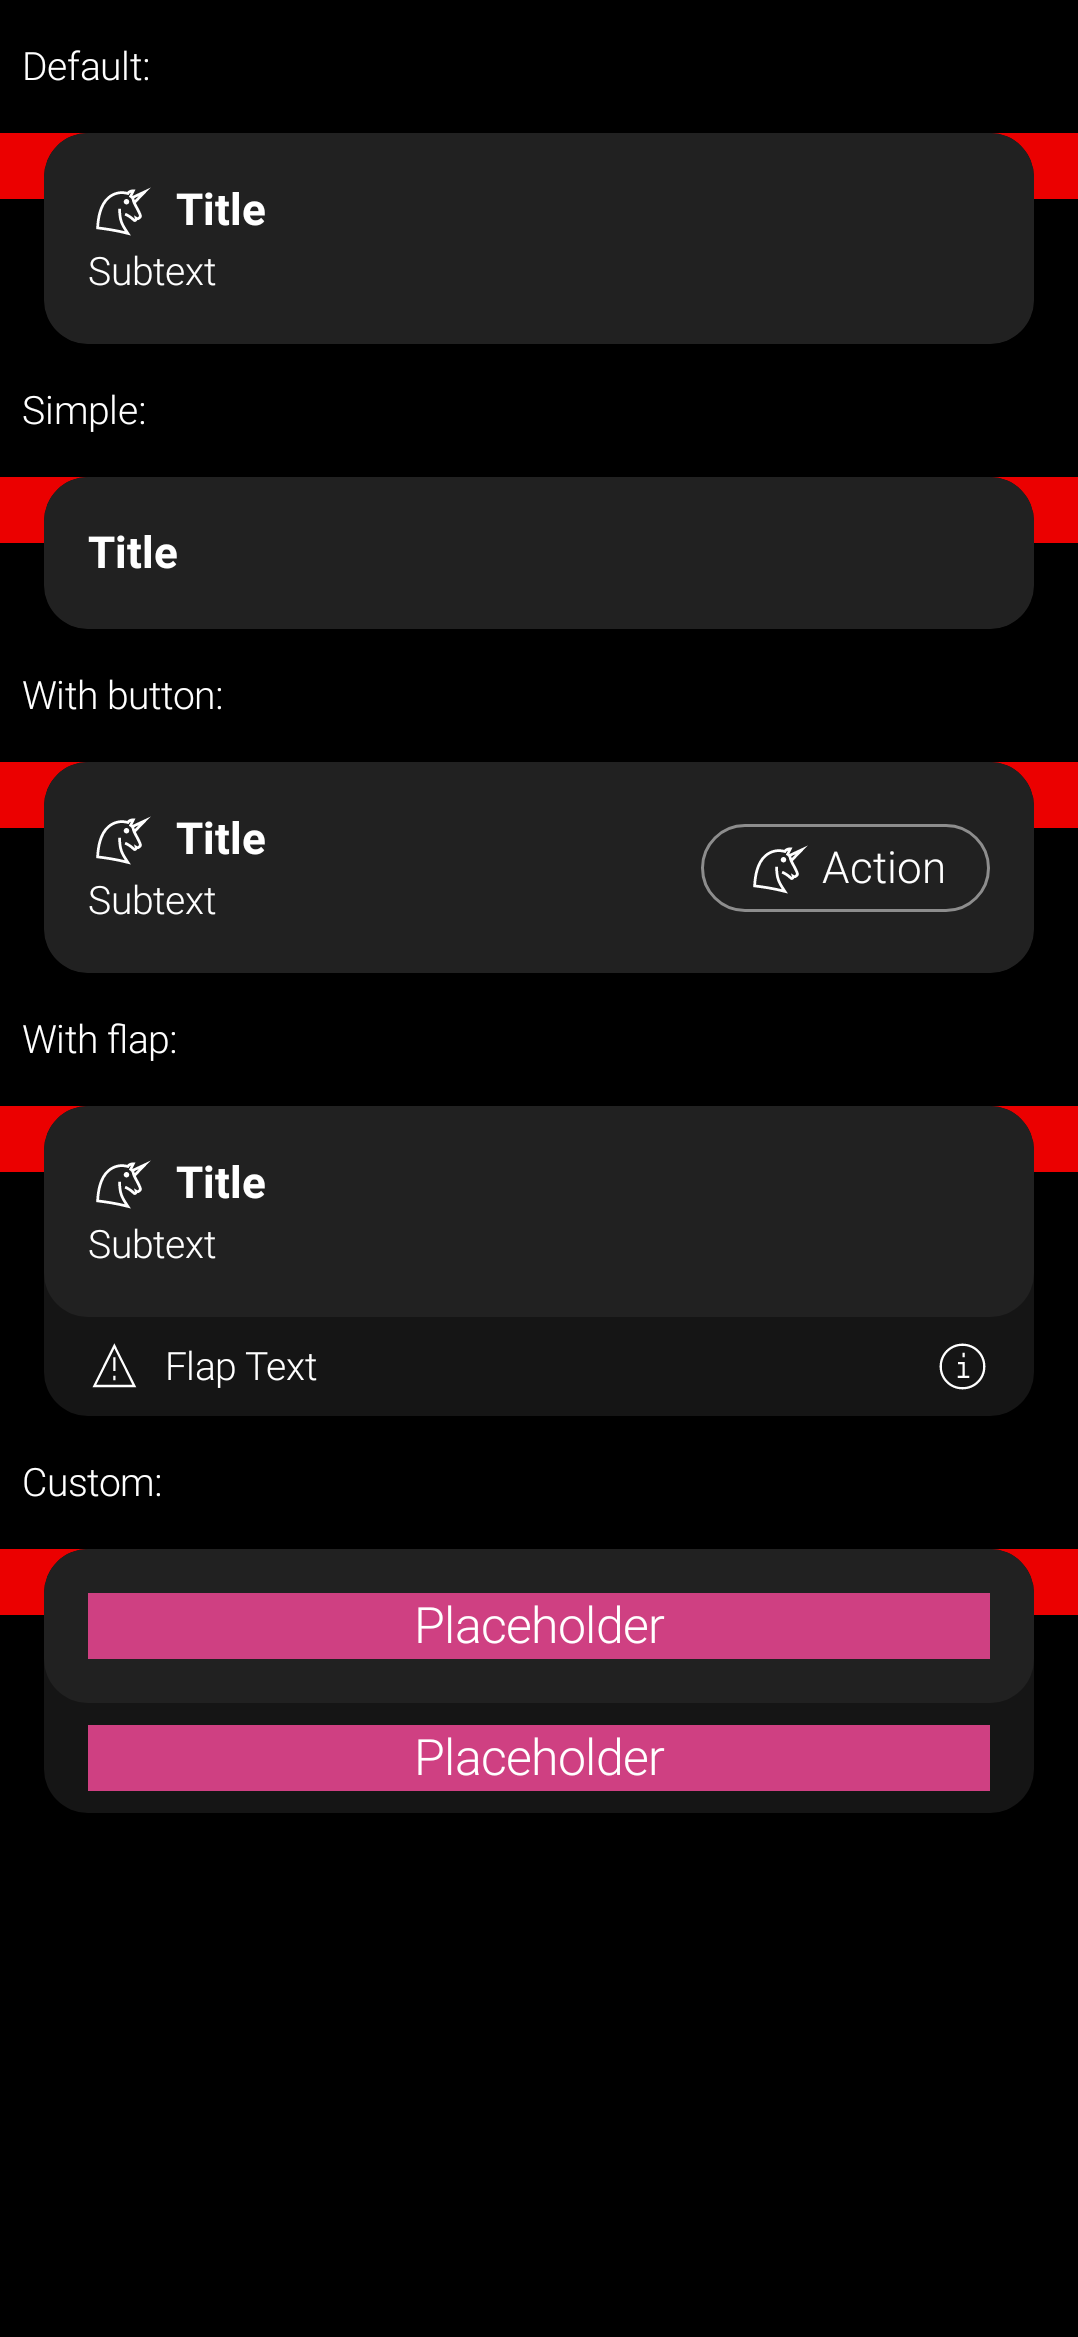 Default:
Title
Subtext
Simple:
Title
With button:
Title
Subtext
Action
With flap:
Title
Subtext
Flap Text
Custom:
Placeholder
Placeholder